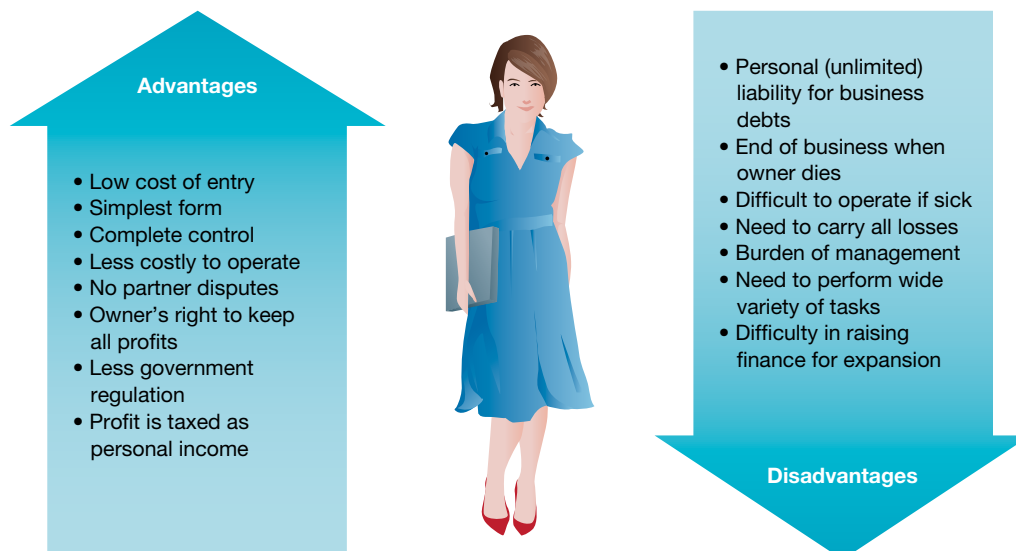 Advantages
• Low cost of entry
• Simplest form
• Complete control
• Less costly to operate
• No partner disputes
• Owner’s right to keep
all profits
• Less government
regulation
• Profit is taxed as
personal income
• Personal (unlimited)
liability for business
debts
• End of business when
owner dies
• Difficult to operate if sick
• Need to carry all losses
• Burden of management
• Need to perform wide
variety of tasks
• Difficulty in raising
finance for expansion
Disadvantages